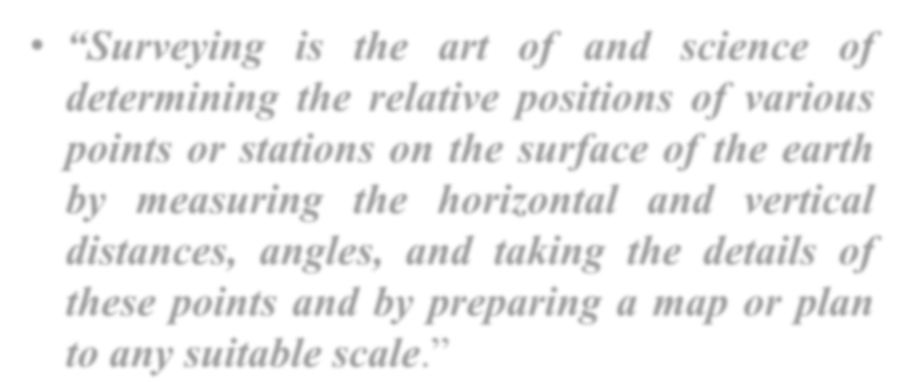 • “Surveying is the art of and science of
determining the relative positions of various
points or stations on the surface of the earth
by measuring the horizontal and vertical
distances, angles, and taking the details of
these points and by preparing a map or plan
to any suitable scale.”